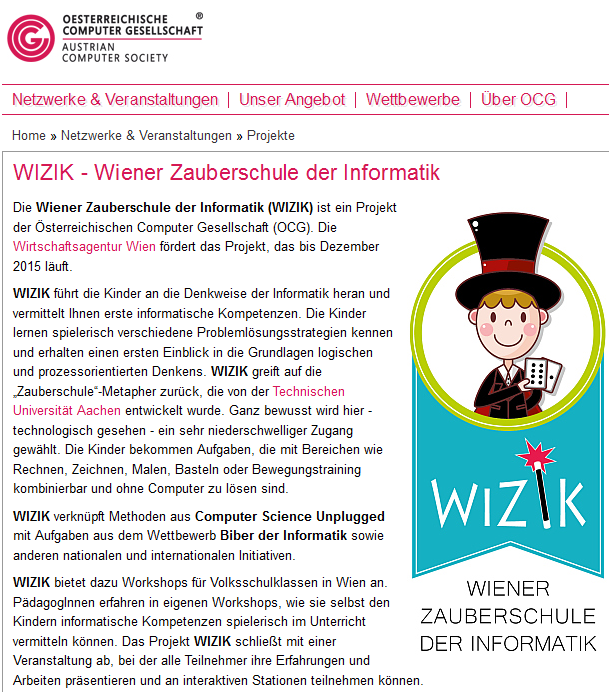 OESTERREICHISCHE
COMPUTER GESELLSCHAFT®
AUSTRIAN
COMPUTER SOCIETY
Netzwerke & Veranstaltungen | Unser Angebot | Wettbewerbe | Über OCG |
Home » Netzwerke & Veranstaltungen » Projekte
WIZIK - Wiener Zauberschule der Informatik
Die Wiener Zauberschule der Informatik (WIZIK) ist ein Projekt
der Österreichischen Computer Gesellschaft (OCG). Die
Wirtschaftsagentur Wien fördert das Projekt, das bis Dezember
2015 läuft.
WIZIK führt die Kinder an die Denkweise der Informatik heran und
vermittelt Ihnen erste informatische Kompetenzen. Die Kinder
lernen spielerisch verschiedene Problemlösungsstrategien kennen
und erhalten einen ersten Einblick in die Grundlagen logischen
und prozessorientierten Denkens. WIZIK greift auf die
„Zauberschule“-Metapher zurück, die von der Technischen
Universität Aachen entwickelt wurde. Ganz bewusst wird hier -
technologisch gesehen - ein sehr niederschwelliger Zugang
gewählt. Die Kinder bekommen Aufgaben, die mit Bereichen wie
Rechnen, Zeichnen, Malen, Basteln oder Bewegungstraining
kombinierbar und ohne Computer zu lösen sind.
WIZIK verknüpft Methoden aus Computer Science Unplugged
mit Aufgaben aus dem Wettbewerb Biber der Informatik sowie
anderen nationalen und internationalen Initiativen.
WIZIK bietet dazu Workshops für Volksschulklassen in Wien an.
PädagogInnen erfahren in eigenen Workshops, wie sie selbst den
Kindern informatische Kompetenzen spielerisch im Unterricht
vermitteln können. Das Projekt WIZIK schließt mit einer
Veranstaltung ab, bei der alle Teilnehmer ihre Erfahrungen und
Arbeiten präsentieren und an interaktiven Stationen teilnehmen können.
WIZIK
WIENER
ZAUBERSCHULE
DER INFORMATIK